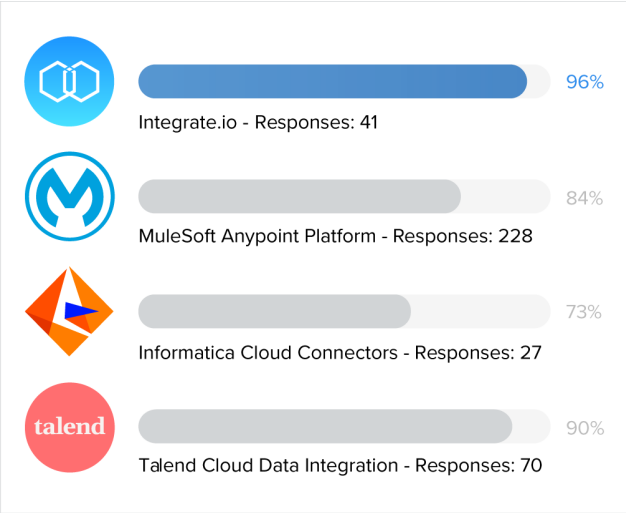 96%
Integrate.io - Responses: 41
84%
MuleSoft Anypoint Platform - Responses: 228
73%
Informatica Cloud Connectors - Responses: 27
talend
90%
Talend Cloud Data Integration - Responses: 70